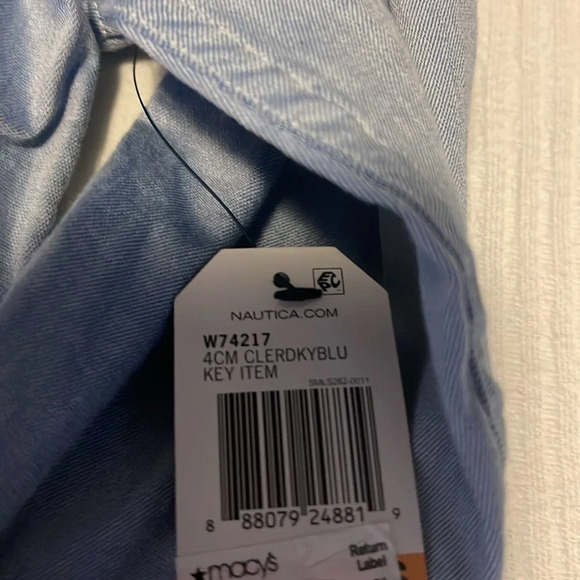 NAUTICA.COM
W74217
4CM CLERDKYBLU
KEY ITEM
8 88079 24881 9
★macy's
Return
Label